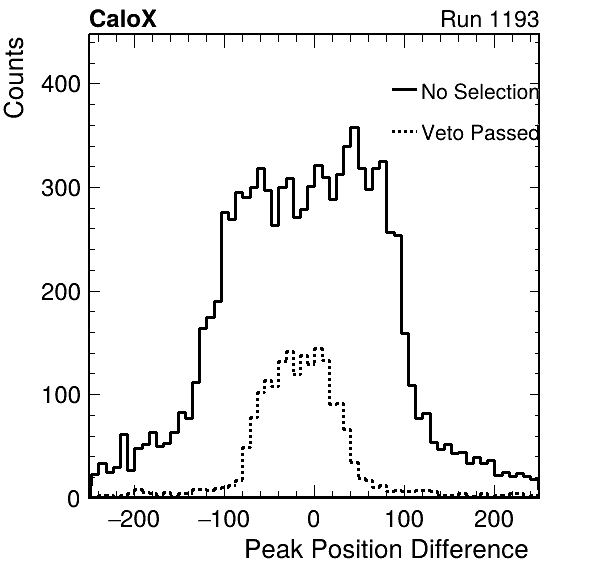 CaloX Run 1193
Counts
400
300
200
100
0
No Selection
Veto Passed
−200 −100 0 100 200
Peak Position Difference